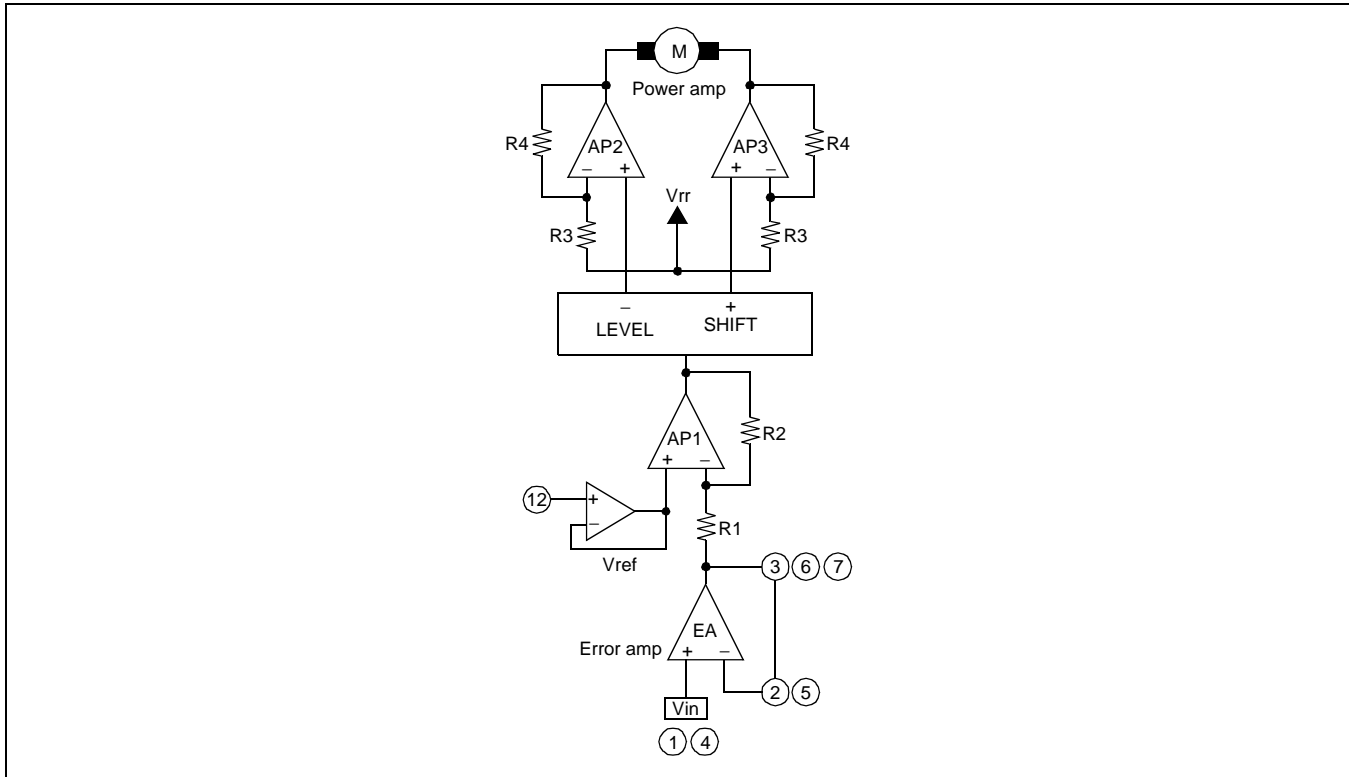 M
Power amp
R4
AP2
AP3
R4
− +
+ −
Vrr
R3
R3
− +
LEVEL SHIFT
AP1
R2
+ −
12
+
−
R1
Vref
3 6 7
EA
Error amp
+ −
2 5
Vin
1 4